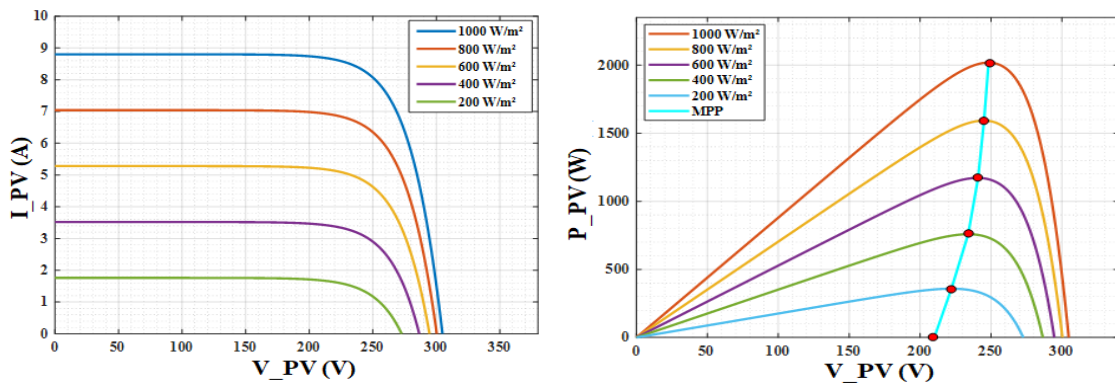 10
9
8
7
6
5
4
3
2
1
0
I_PV (A)
0
50
100
150
200
250
300
350
V_PV (V)
1000 W/m²
800 W/m²
600 W/m²
400 W/m²
200 W/m²
2000
1500
1000
500
0
P_PV (W)
0
50
100
150
200
250
300
V_PV (V)
1000 W/m²
800 W/m²
600 W/m²
400 W/m²
200 W/m²
MPP